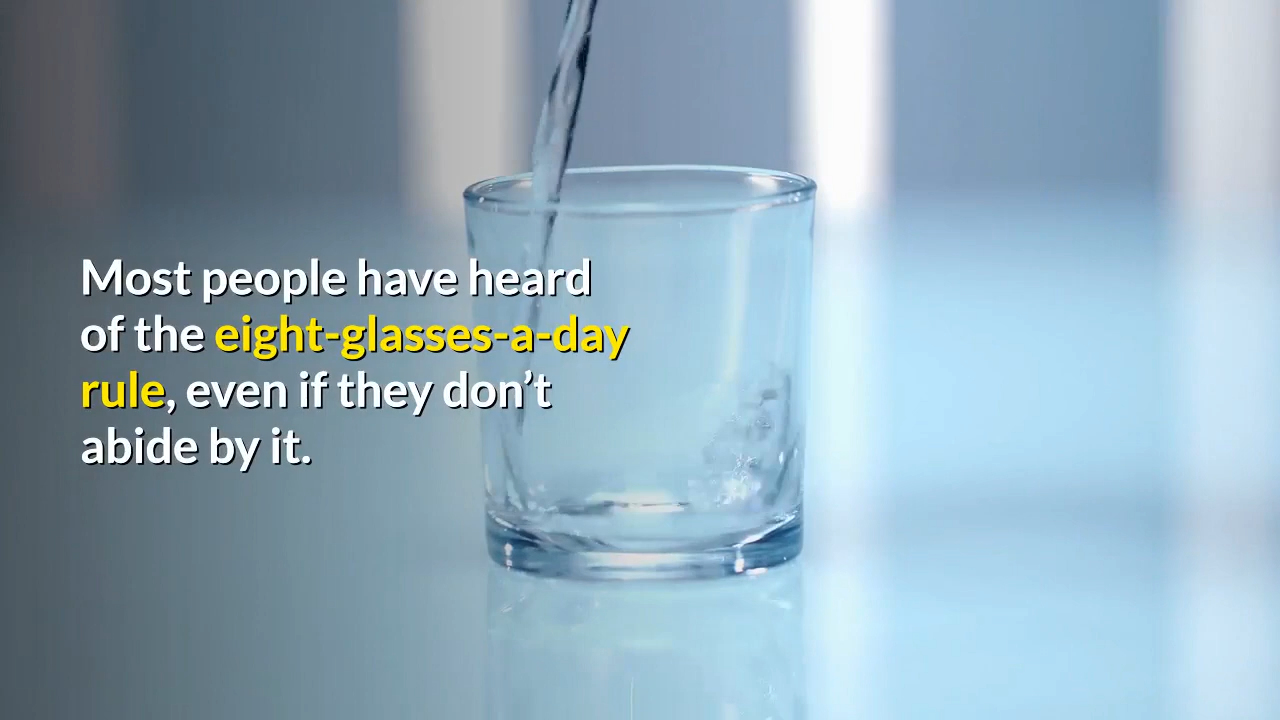 Most people have heard
of the eight-glasses-a-day
rule, even if they don’t
abide by it.